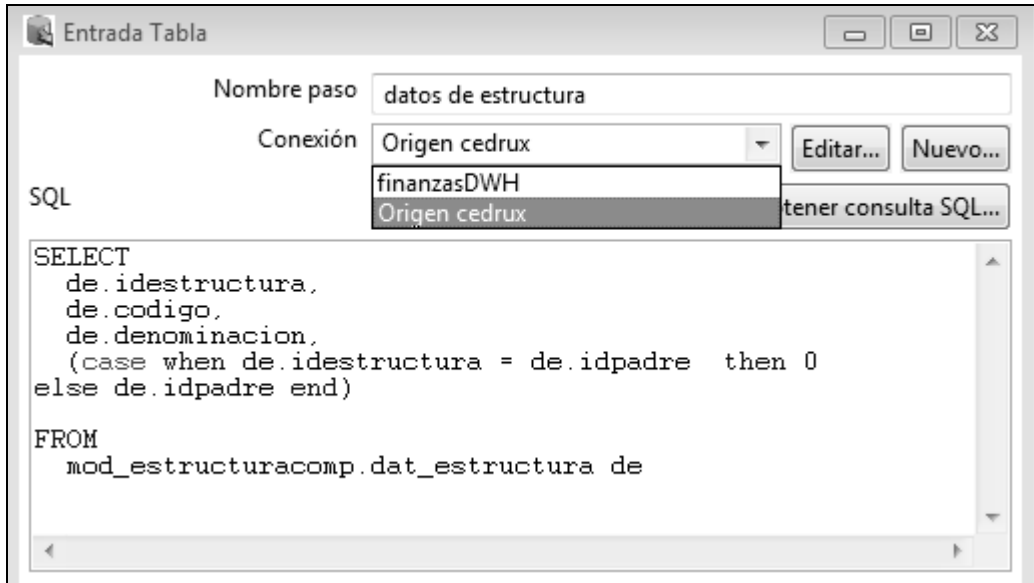 Entrada Tabla
Nombre paso datos de estructura
Conexión Origen cedrux Editar... Nuevo...
finanzasDWH
SQL Origen cedrux tener consulta SQL...
SELECT
de.idestructura,
de.codigo,
de.denominacion,
(case when de.idestructura = de.idpadre then 0
else de.idpadre end)
FROM
mod_estructuracomp.dat_estructura de